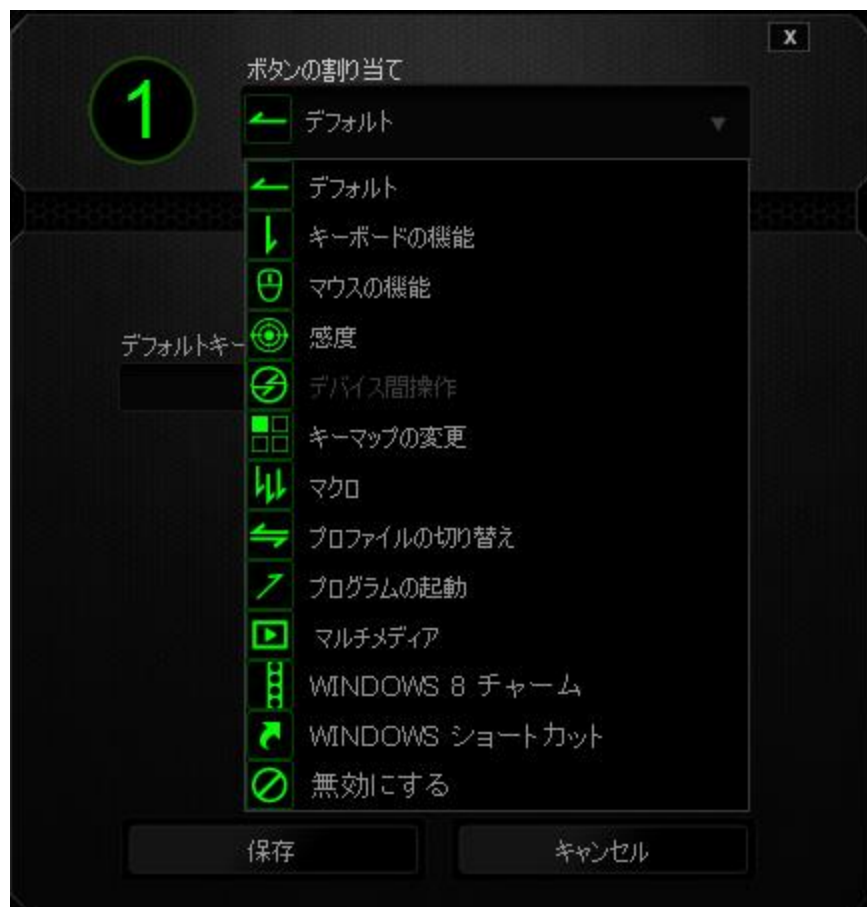 X
1
ボタンの割り当て
デフォルト
デフォルト
キーボードの機能
マウスの機能
感度
デフォルトキー
デバイス間操作
キーマップの変更
マクロ
プロファイルの切り替え
プログラムの起動
マルチメディア
WINDOWS 8 チャーム
WINDOWS ショートカット
無効にする
保存
キャンセル